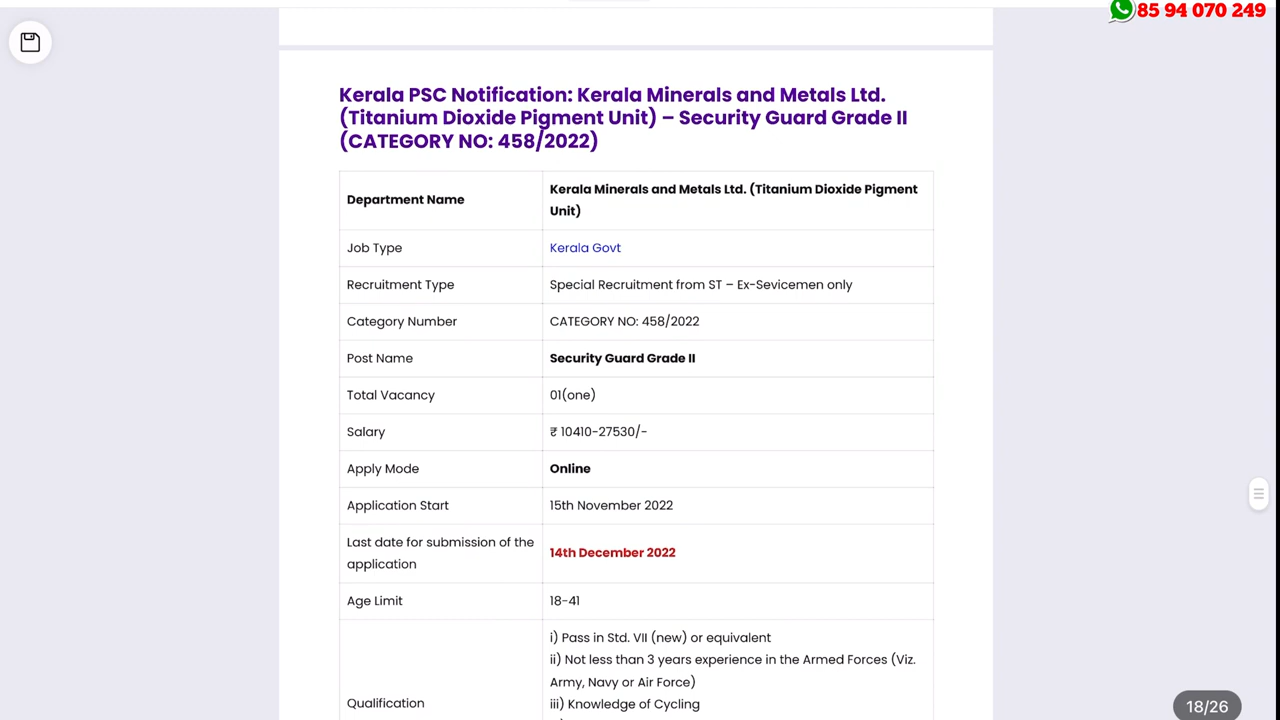 85 94 070 249
Kerala PSC Notification: Kerala Minerals and Metals Ltd.
(Titanium Dioxide Pigment Unit) – Security Guard Grade II
(CATEGORY NO: 458/2022)
Department Name
Kerala Minerals and Metals Ltd. (Titanium Dioxide Pigment
Unit)
Job Type
Kerala Govt
Recruitment Type
Special Recruitment from ST – Ex-Sevicemen only
Category Number
CATEGORY NO: 458/2022
Post Name
Security Guard Grade II
Total Vacancy
01(one)
Salary
₹ 10410-27530/-
Apply Mode
Online
Application Start
15th November 2022
Last date for submission of the
application
14th December 2022
Age Limit
18-41
Qualification
i) Pass in Std. VII (new) or equivalent
ii) Not less than 3 years experience in the Armed Forces (Viz.
Army, Navy or Air Force)
iii) Knowledge of Cycling
18/26